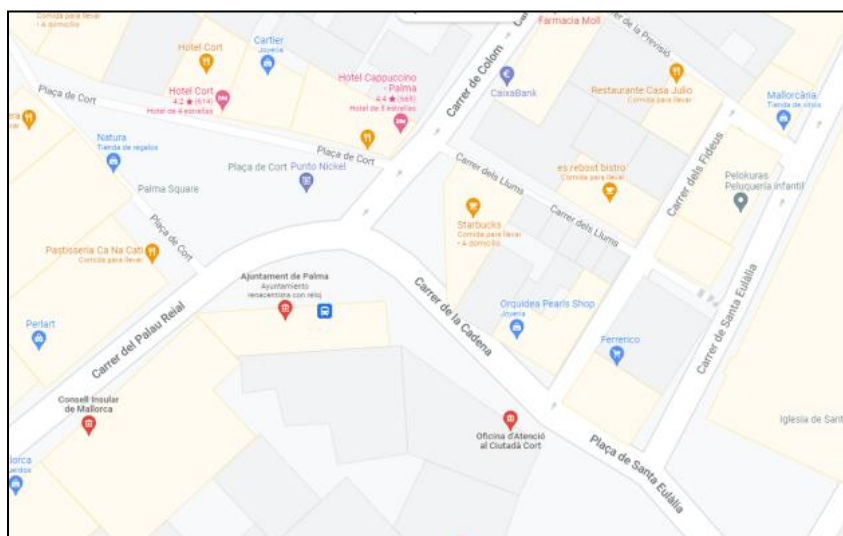 Comida para llevar
• A domicilio
Farmacia Moll
Carrer de la Previsió
Hotel Cort
Cartier
Joyería
Hotel Cappuccino
- Palma
4.4 ★ (569)
Hotel de 5 estrellas
Hotel Cort
4.2 ★ (614)
Hotel de 4 estrellas
Plaça de Cort
Carrer de Colom
CaixaBank
Restaurante Casa Julio
Comida para llevar
Mallorcària
Tienda de vinos
Natura
Tienda de regalos
Plaça de Cort
Plaça de Cort
Punto Nickel
Palma Square
Carrer dels Llums
es rebost bistro
Comida para llevar
Carrer dels Fideus
Pelokuras
Peluquería infantil
Starbucks
Comida para llevar
• A domicilio
Carrer dels Llums
Plaça de Cort
Pastisseria Ca Na Cati
Comida para llevar
Ajuntament de Palma
Ayuntamiento
renacentista con reloj
Carrer de la Cadena
Orquidea Pearls Shop
Joyería
Carrer de Santa Eulàlia
Perlart
Carrer del Palau Reial
Ferrerico
Consell Insular
de Mallorca
Oficina d'Atenció
al Ciutadà Cort
Iglesia de Sant
Plaça de Santa Eulàlia